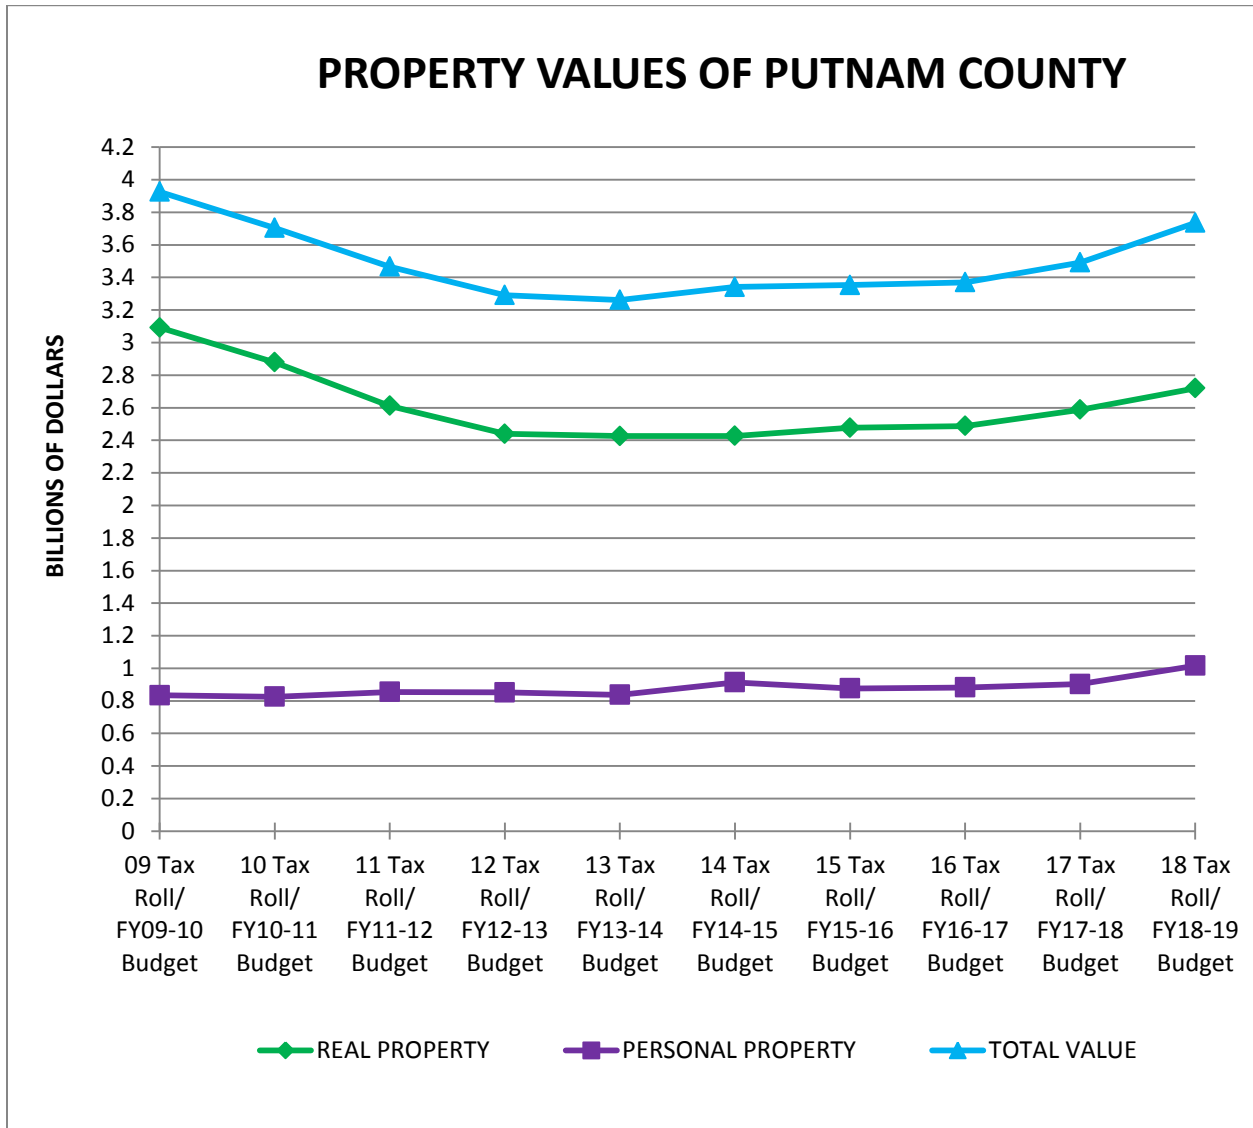 PROPERTY VALUES OF PUTNAM COUNTY
BILLIONS OF DOLLARS
4.2
4
3.8
3.6
3.4
3.2
3
2.8
2.6
2.4
2.2
2
1.8
1.6
1.4
1.2
1
0.8
0.6
0.4
0.2
0
09 Tax Roll/ FY09-10 Budget
10 Tax Roll/ FY10-11 Budget
11 Tax Roll/ FY11-12 Budget
12 Tax Roll/ FY12-13 Budget
13 Tax Roll/ FY13-14 Budget
14 Tax Roll/ FY14-15 Budget
15 Tax Roll/ FY15-16 Budget
16 Tax Roll/ FY16-17 Budget
17 Tax Roll/ FY17-18 Budget
18 Tax Roll/ FY18-19 Budget
REAL PROPERTY
PERSONAL PROPERTY
TOTAL VALUE